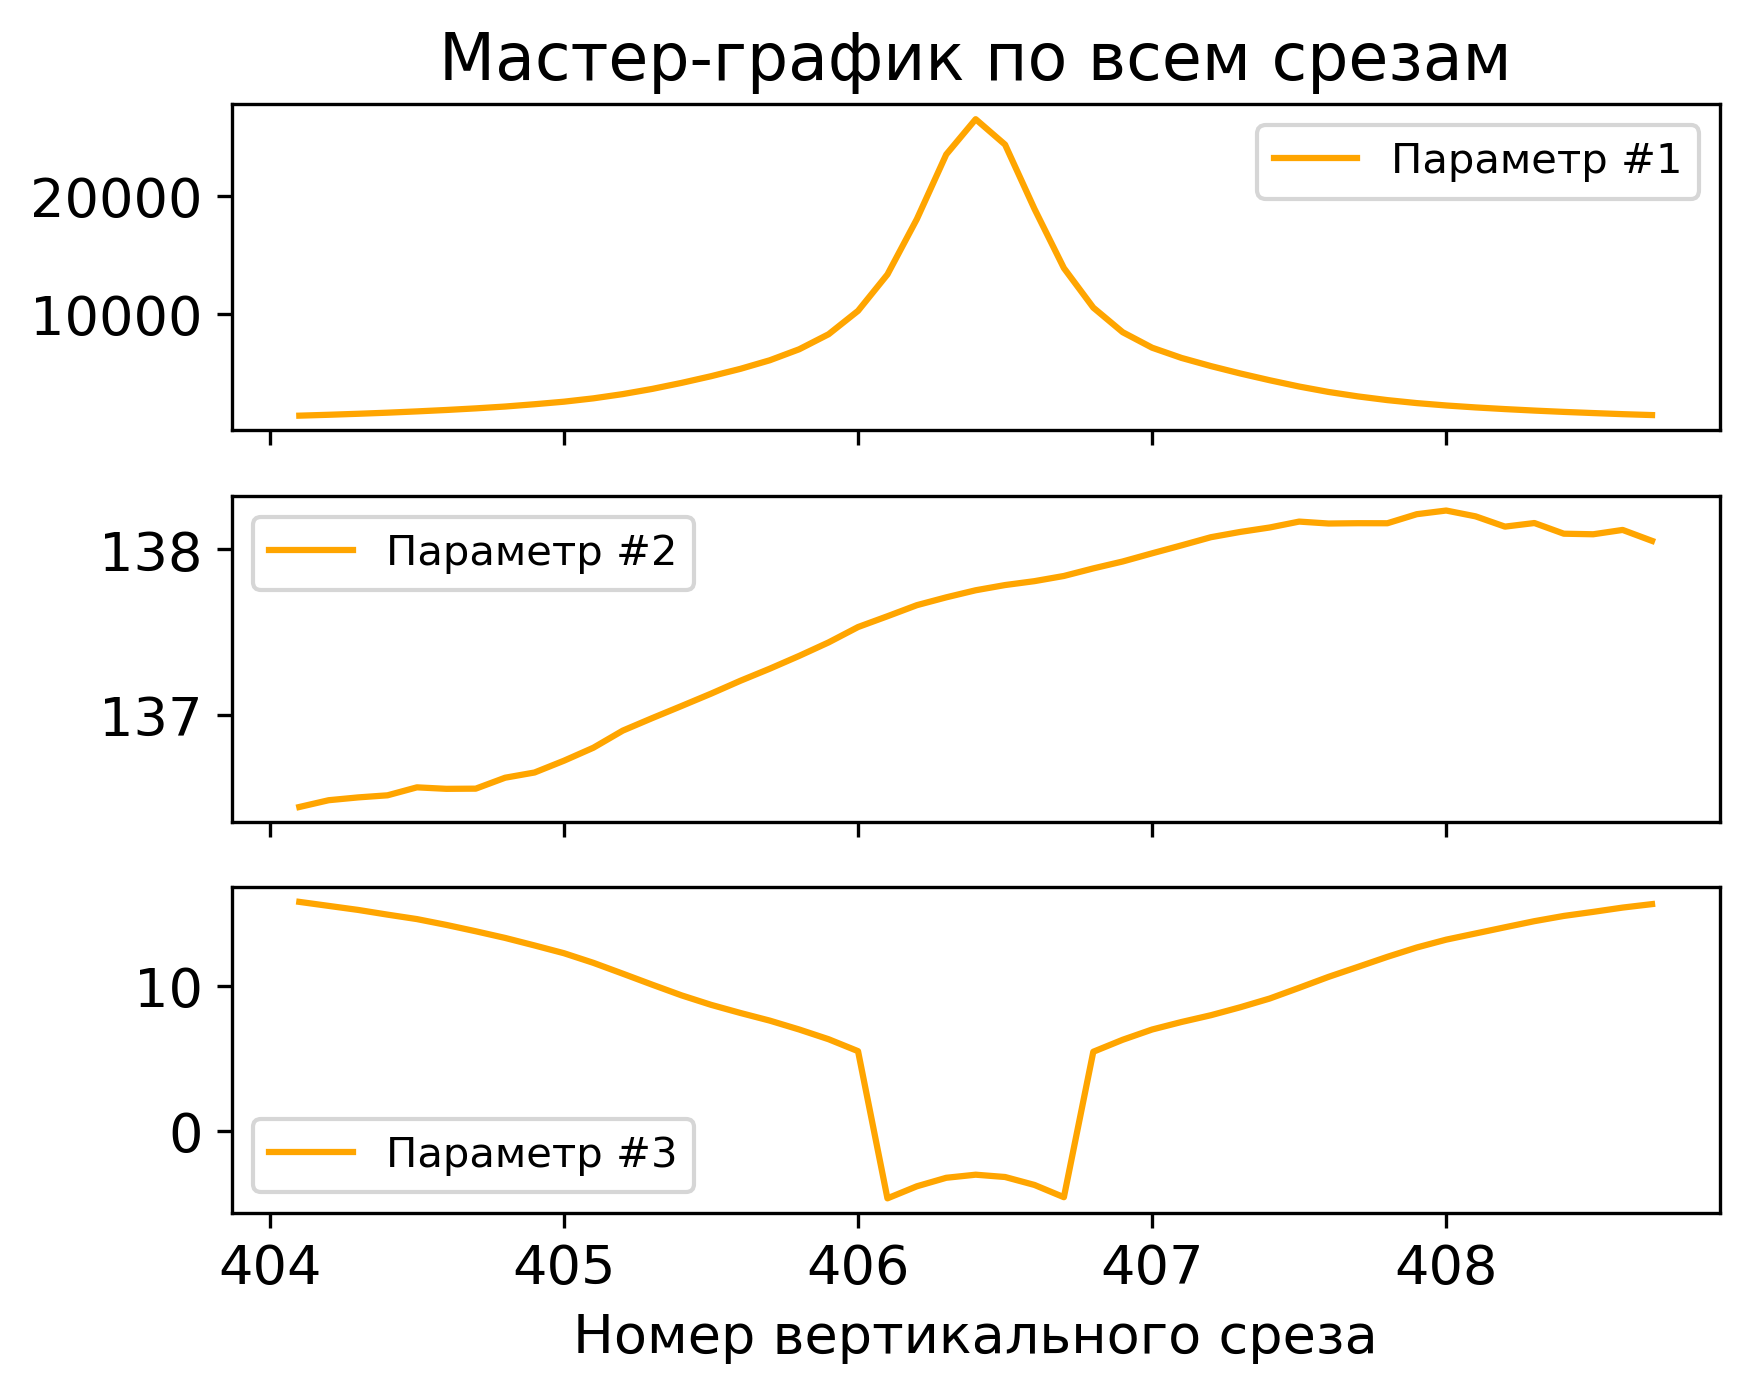 Мастер-график по всем срезам
Параметр #1
20000
10000
Параметр #2
138
137
10
0
Параметр #3
404 405 406 407 408
Номер вертикального среза